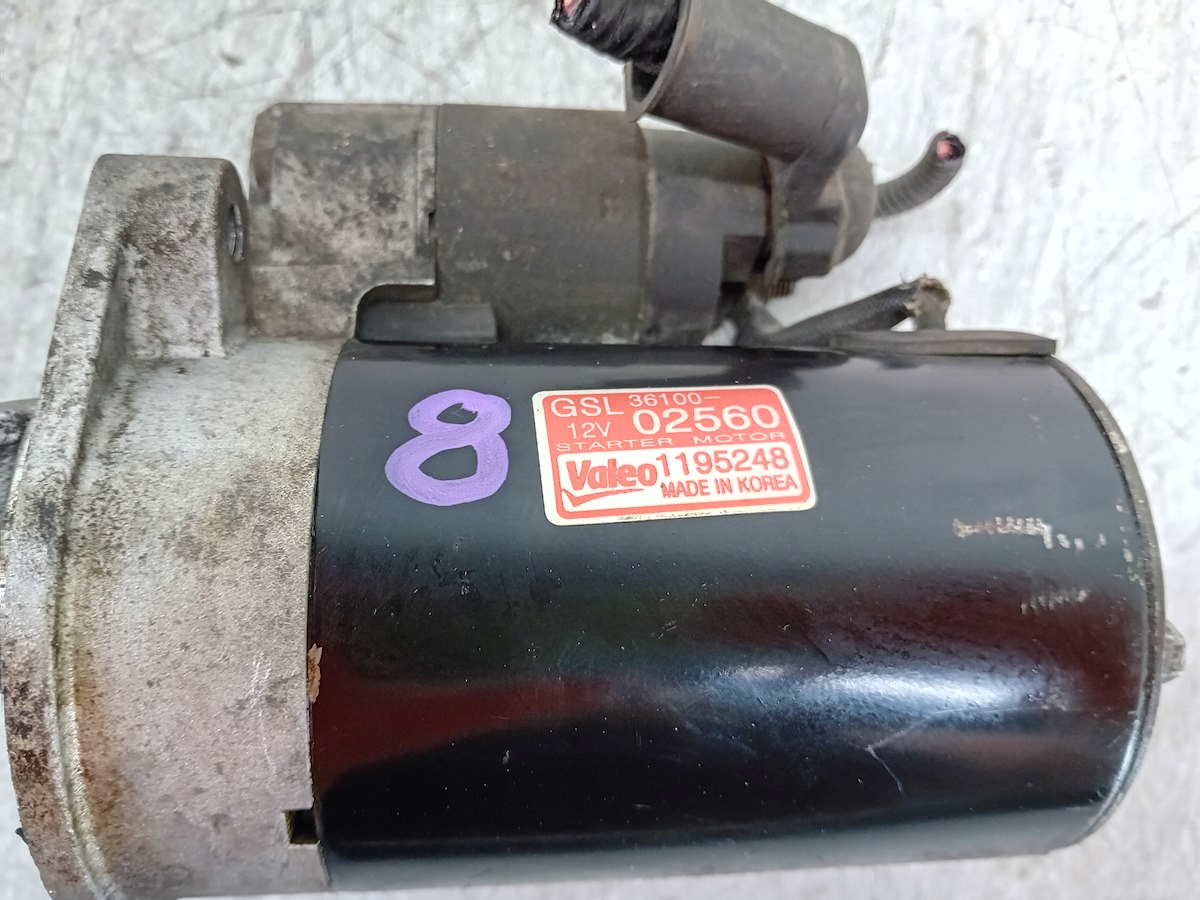 8
GSL 36100-
12V 02560
STARTER MOTOR
Valeo 1195248
MADE IN KOREA